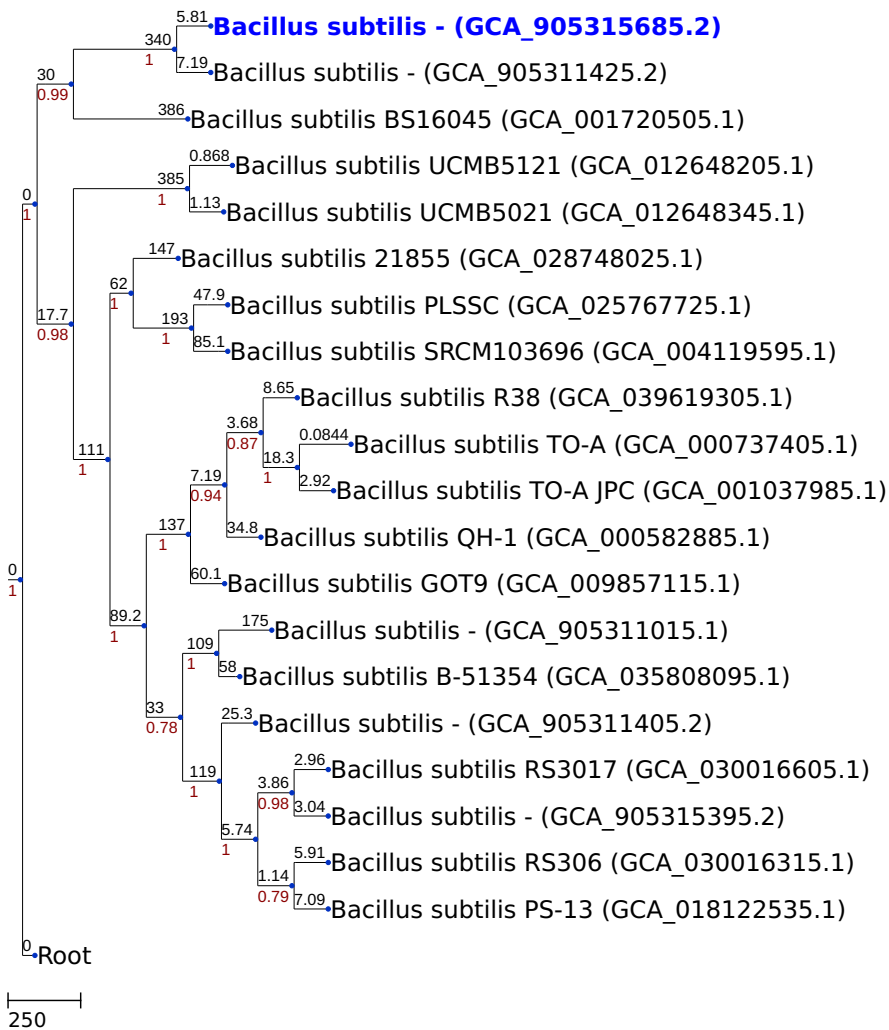 5.81
Bacillus subtilis - (GCA_905315685.2)
340
1
7.19
Bacillus subtilis - (GCA_905311425.2)
30
0.99
386
Bacillus subtilis BS16045 (GCA_001720505.1)
0.868
Bacillus subtilis UCMB5121 (GCA_012648205.1)
385
1
0
1
1.13
Bacillus subtilis UCMB5021 (GCA_012648345.1)
147
Bacillus subtilis 21855 (GCA_028748025.1)
62
1
47.9
Bacillus subtilis PLSSC (GCA_025767725.1)
17.7
0.98
193
1
85.1
Bacillus subtilis SRCM103696 (GCA_004119595.1)
8.65
Bacillus subtilis R38 (GCA_039619305.1)
3.68
0.87
0.0844
Bacillus subtilis TO-A (GCA_000737405.1)
111
1
18.3
1
7.19
0.94
2.92
Bacillus subtilis TO-A JPC (GCA_001037985.1)
137
1
34.8
Bacillus subtilis QH-1 (GCA_000582885.1)
0
1
60.1
Bacillus subtilis GOT9 (GCA_009857115.1)
89.2
1
175
Bacillus subtilis - (GCA_905311015.1)
109
1
58
Bacillus subtilis B-51354 (GCA_035808095.1)
33
0.78
25.3
Bacillus subtilis - (GCA_905311405.2)
119
1
2.96
Bacillus subtilis RS3017 (GCA_030016605.1)
3.86
0.98
3.04
Bacillus subtilis - (GCA_905315395.2)
5.74
1
5.91
Bacillus subtilis RS306 (GCA_030016315.1)
1.14
0.79
7.09
Bacillus subtilis PS-13 (GCA_018122535.1)
0
Root
250